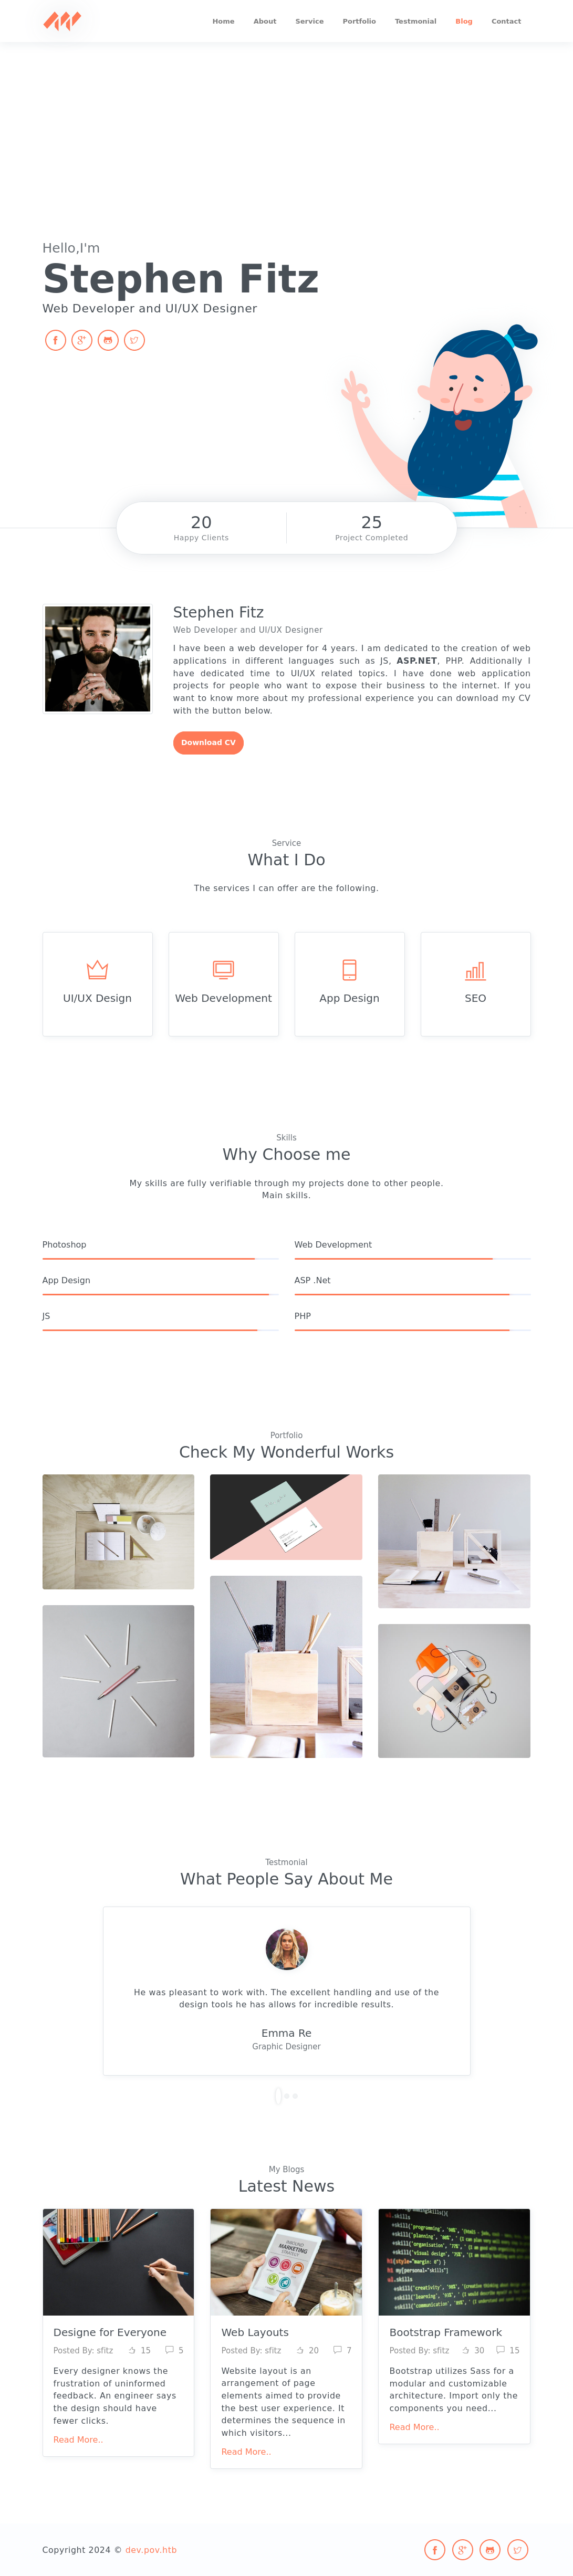 Home About Service Portfolio Testmonial Blog Contact
Hello,I'm
Stephen Fitz
Web Developer and UI/UX Designer
20
Happy Clients
25
Project Completed
Stephen Fitz
Web Developer and UI/UX Designer
I have been a web developer for 4 years. I am dedicated to the creation of web
applications in different languages such as JS, ASP.NET, PHP. Additionally I
have dedicated time to UI/UX related topics. I have done web application
projects for people who want to expose their business to the internet. If you
want to know more about my professional experience you can download my CV
with the button below.
Download CV
Service
What I Do
The services I can offer are the following.
UI/UX Design
Web Development
App Design
SEO
Skills
Why Choose me
My skills are fully verifiable through my projects done to other people.
Main skills.
Photoshop
Web Development
App Design
ASP .Net
JS
PHP
Portfolio
Check My Wonderful Works
Testmonial
What People Say About Me
He was pleasant to work with. The excellent handling and use of the
design tools he has allows for incredible results.
Emma Re
Graphic Designer
My Blogs
Latest News
INBOUND
MARKETING
Designe for Everyone
Posted By: sfitz 15 5
Every designer knows the
frustration of uninformed
feedback. An engineer says
the design should have
fewer clicks.
Read More..
Web Layouts
Posted By: sfitz 20 7
Website layout is an
arrangement of page
elements aimed to provide
the best user experience. It
determines the sequence in
which visitors...
Read More..
Bootstrap Framework
Posted By: sfitz 30 15
Bootstrap utilizes Sass for a
modular and customizable
architecture. Import only the
components you need...
Read More..
Copyright 2024 © dev.pov.htb